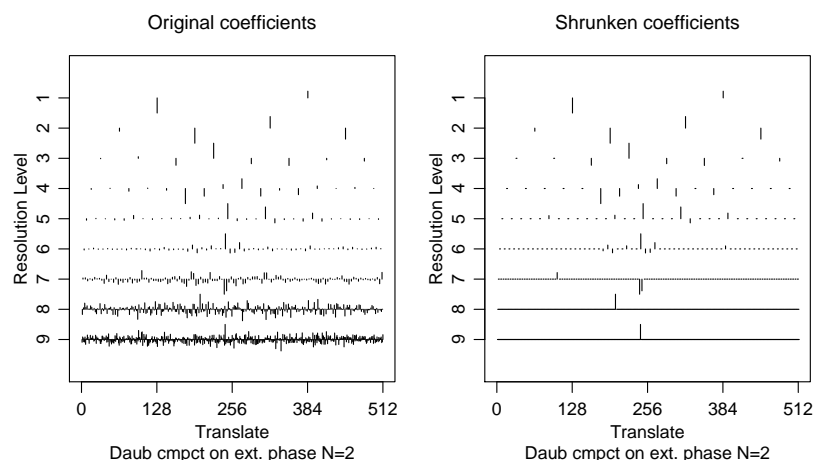 Original coefficients
Resolution Level
1
2
3
4
5
6
7
8
9
0 128 256 384 512
Translate
Daub cmpct on ext. phase N=2
Shrunken coefficients
Resolution Level
1
2
3
4
5
6
7
8
9
0 128 256 384 512
Translate
Daub cmpct on ext. phase N=2